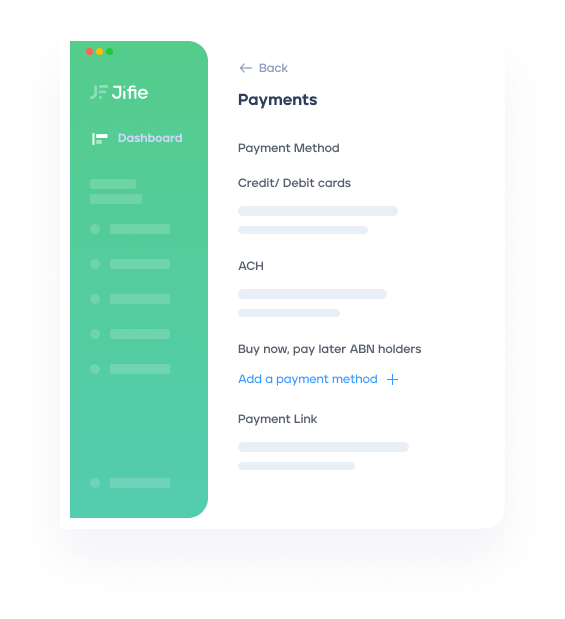 JF Jifie
Dashboard
Back
Payments
Payment Method
Credit/ Debit cards
ACH
Buy now, pay later ABN holders
Add a payment method
Payment Link